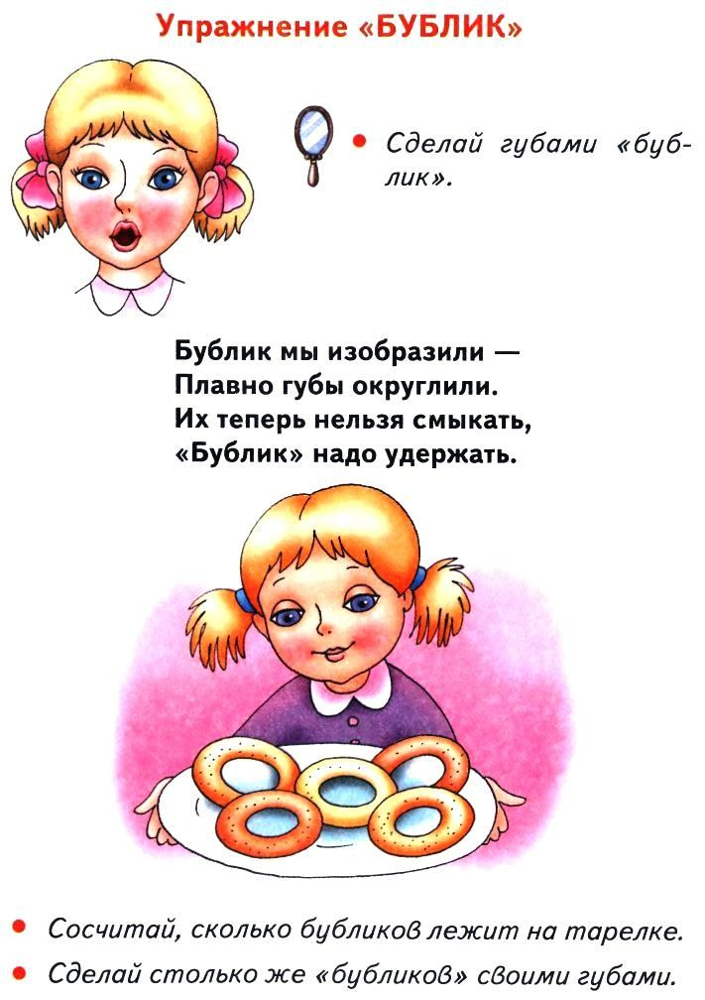 Упражнение «БУБЛИК»
Сделай губами «буб-
лик».
Бублик мы изобразили —
Плавно губы округлили.
Их теперь нельзя смыкать,
«Бублик» надо удержать.
Сосчитай, сколько бубликов лежит на тарелке.
Сделай столько же «бубликов» своими губами.